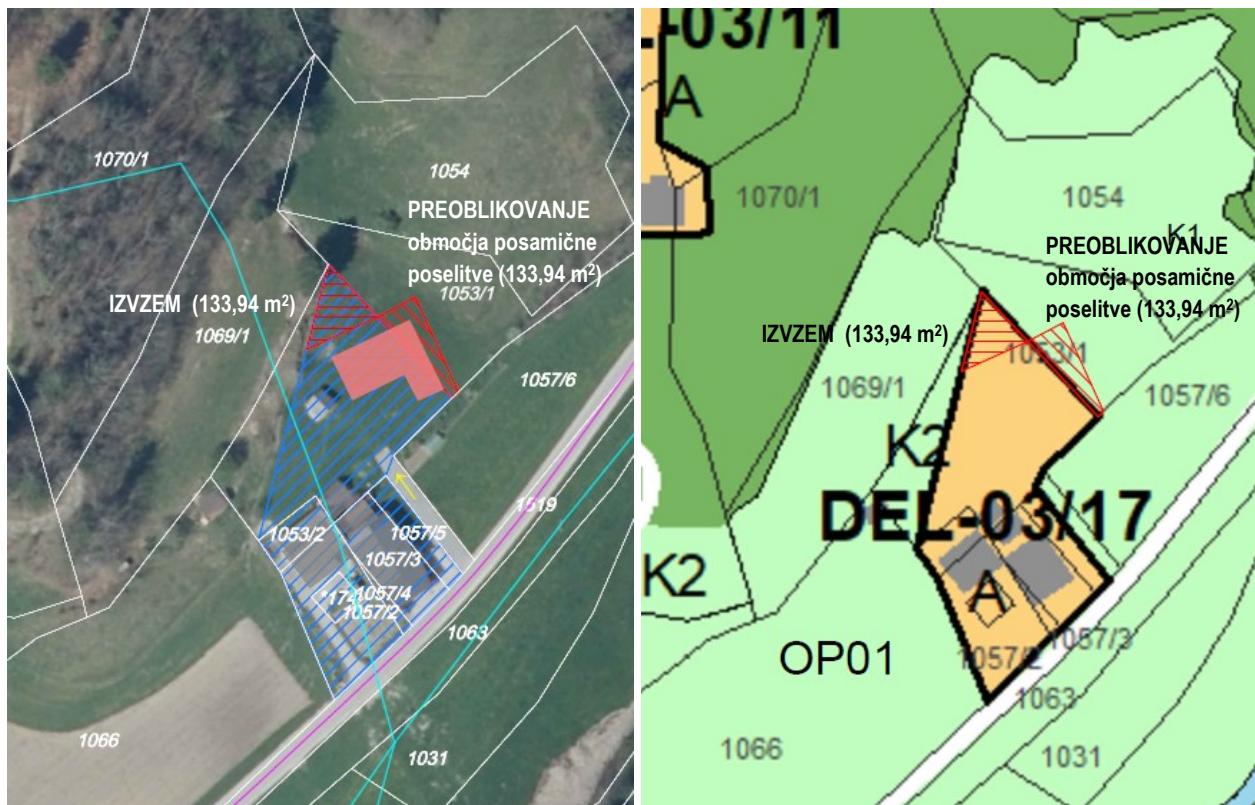 1070/1
1054
PREOBLIKOVANJE
območja posamične
poselitve (133,94 m²)
1053/1
IZVZEM (133,94 m²)
1069/1
1057/6
1519
1053/2
1057/5
1057/3
1057/4
1057/2
1063
1066
1031
L-03/11
A
1070/1
1054
K1
PREOBLIKOVANJE
območja posamične
poselitve (133,94 m²)
IZVZEM (133,94 m²)
1053/1
1069/1
1057/6
K2
DEL-03/17
K2
A
OP01
1057/3
1057/2
1063
1066
1031